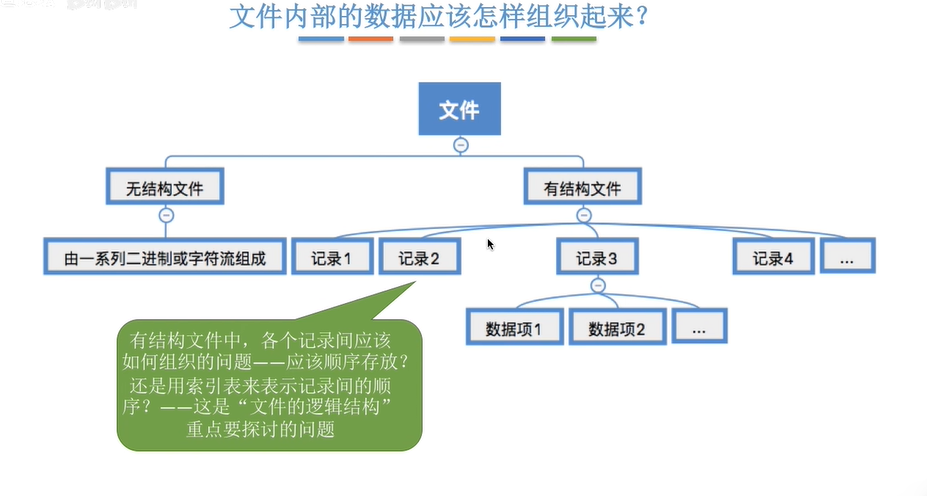 文件内部的数据应该怎样组织起来？
文件
无结构文件
有结构文件
由一系列二进制或字符流组成
记录1
记录2
记录3
记录4
...
数据项1
数据项2
...
有结构文件中，各个记录间应该
如何组织的问题——应该顺序存放？
还是用索引表来表示记录间的顺
序？——这是“文件的逻辑结构”
重点要探讨的问题